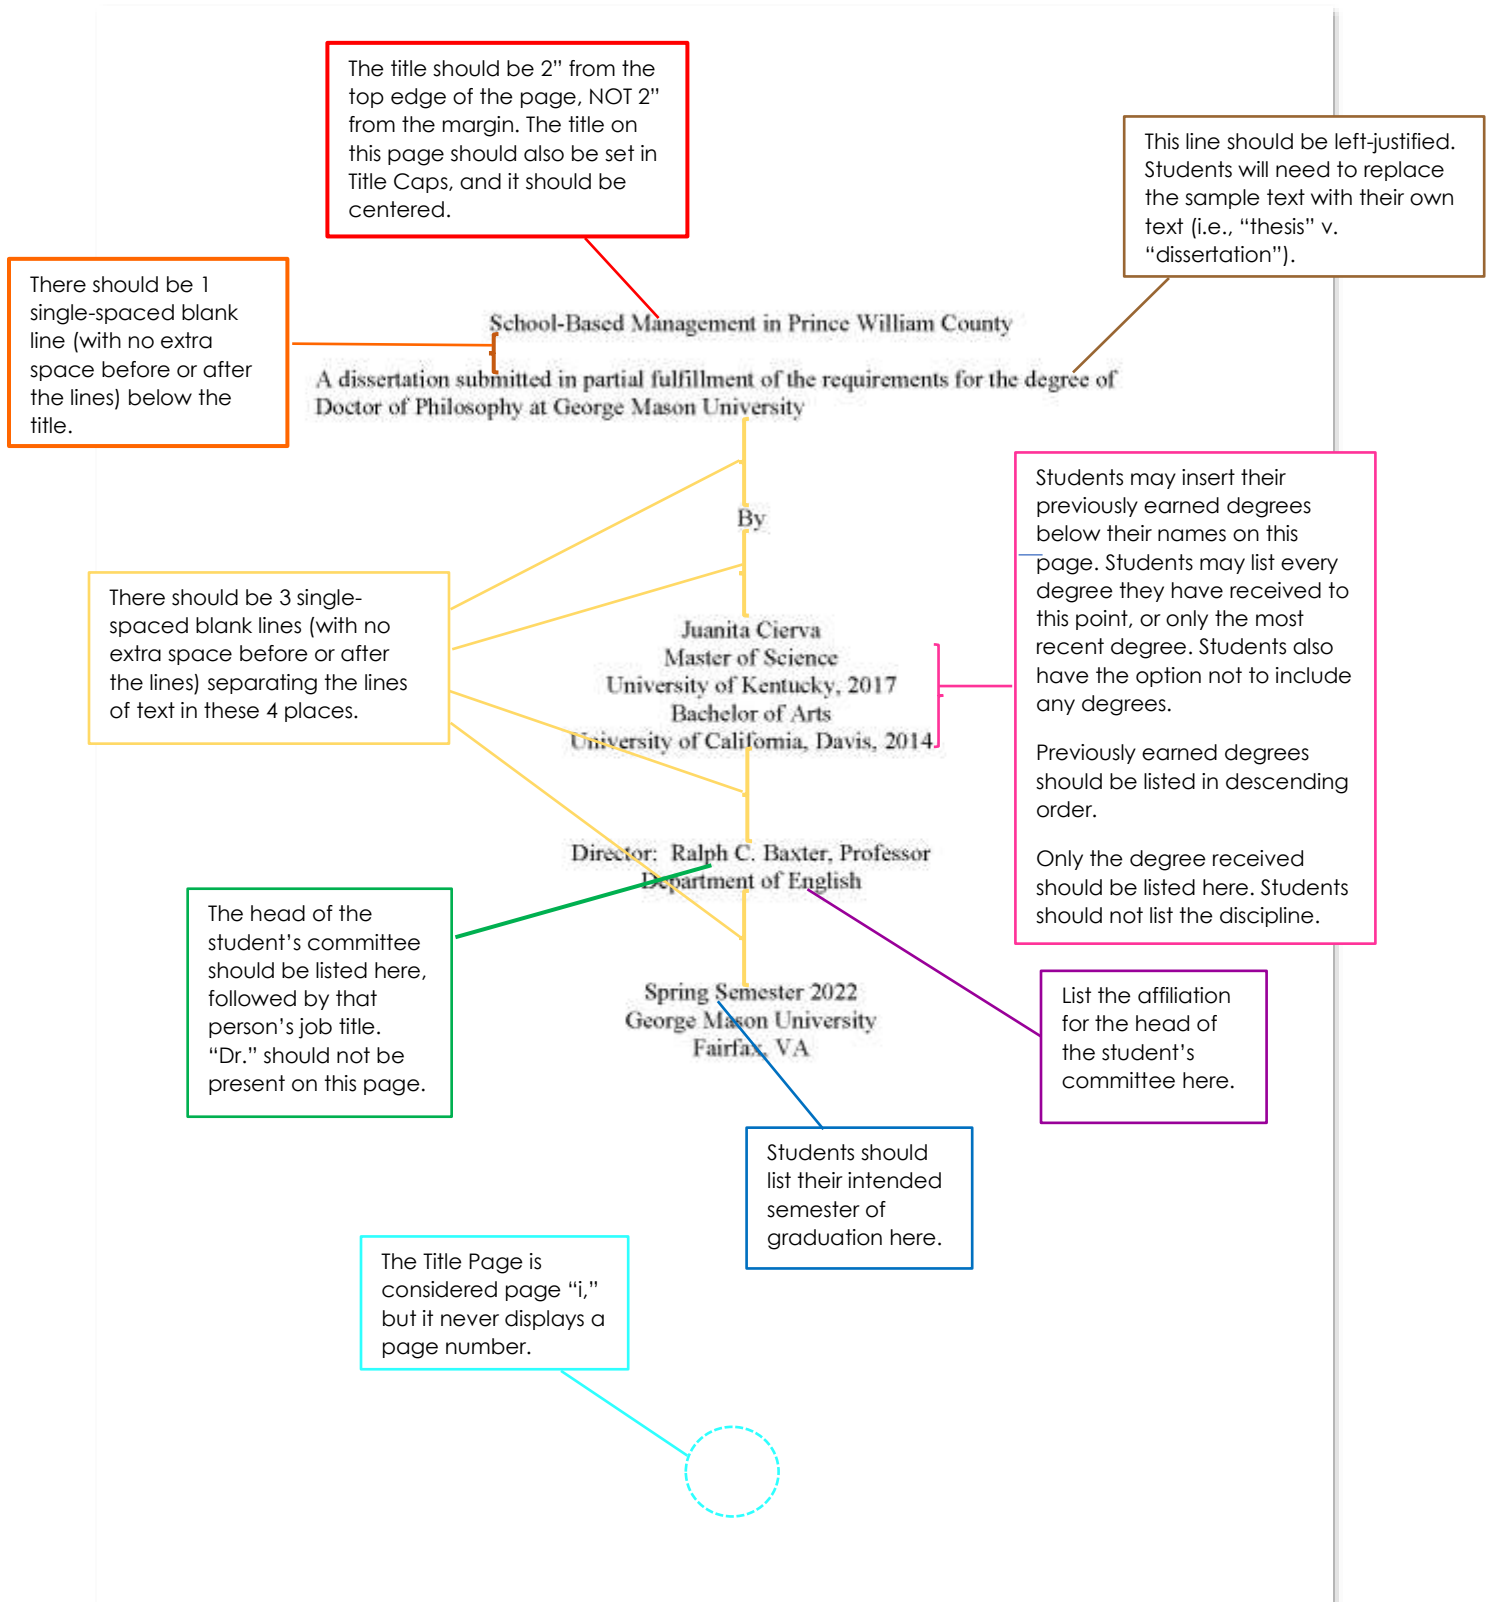 The title should be 2” from the
top edge of the page, NOT 2”
from the margin. The title on
this page should also be set in
Title Caps, and it should be
centered.
This line should be left-justified.
Students will need to replace
the sample text with their own
text (i.e., “thesis” v.
“dissertation”).
There should be 1
single-spaced blank
line (with no extra
space before or after
the lines) below the
title.
School-Based Management in Prince William County
A dissertation submitted in partial fulfillment of the requirements for the degree of
Doctor of Philosophy at George Mason University
By
Students may insert their
previously earned degrees
below their names on this
page. Students may list every
degree they have received to
this point, or only the most
recent degree. Students also
have the option not to include
any degrees.
Previously earned degrees
should be listed in descending
order.
Only the degree received
should be listed here. Students
should not list the discipline.
There should be 3 single-
spaced blank lines (with no
extra space before or after
the lines) separating the lines
of text in these 4 places.
Juanita Cierva
Master of Science
University of Kentucky, 2017
Bachelor of Arts
University of California, Davis, 2014
Director: Ralph C. Baxter, Professor
Department of English
The head of the
student’s committee
should be listed here,
followed by that
person’s job title.
“Dr.” should not be
present on this page.
Spring Semester 2022
George Mason University
Fairfax, VA
List the affiliation
for the head of
the student’s
committee here.
Students should
list their intended
semester of
graduation here.
The Title Page is
considered page “i,”
but it never displays a
page number.